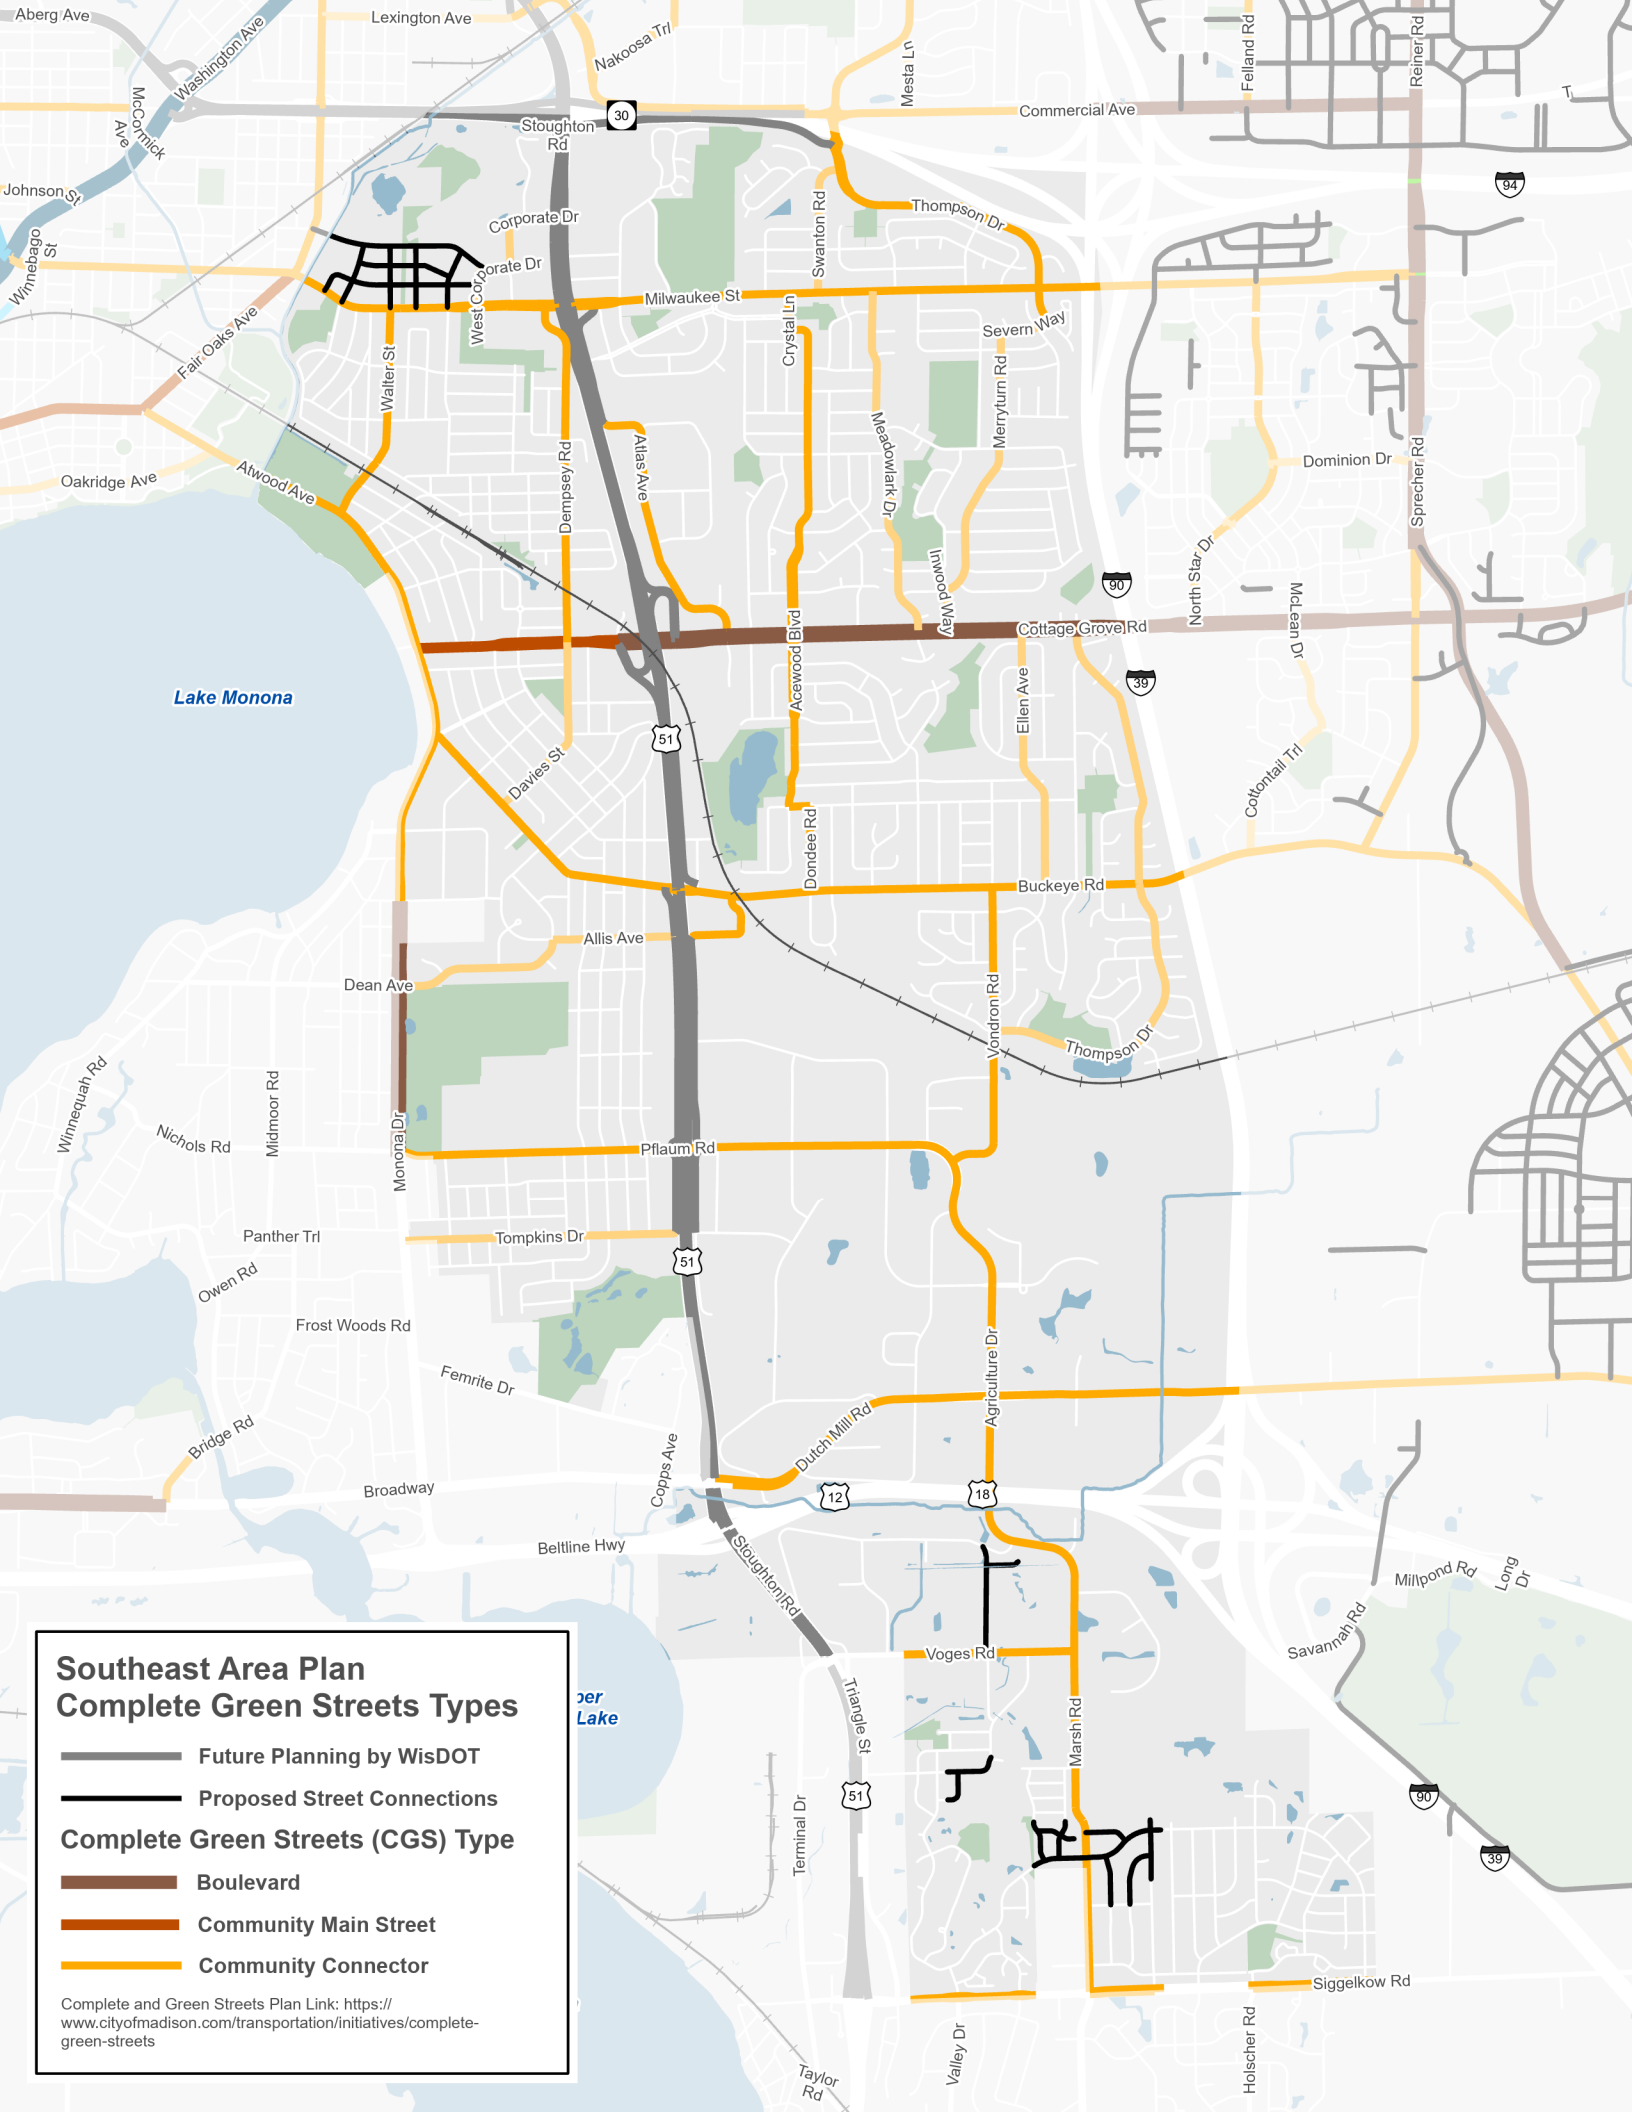 Aberg Ave
Lexington Ave
Washington Ave
Nakoosa Trl
Mesta Ln
Felland Rd
Reiner Rd
McCormick
Ave
30
Stoughton
Rd
Commercial Ave
T
Johnson St
94
Corporate Dr
Swanton Rd
Thompson Dr
Winnebago
St
West Corporate Dr
Milwaukee St
Fair Oaks Ave
Crystal Ln
Severn Way
Walter St
Merryturn Rd
Meadowlark Dr
Dempsey Rd
Atlas Ave
Oakridge Ave
Atwood Ave
Dominion Dr
Sprecher Rd
North Star Dr
Inwood Way
90
McLean Dr
Acewood Blvd
Cottage Grove Rd
Lake Monona
39
Ellen Ave
51
Davies St
Cottontail Trl
Dondee Rd
Buckeye Rd
Allis Ave
Dean Ave
Vondron Rd
Thompson Dr
Winnequah Rd
Midmoor Rd
Nichols Rd
Monona Dr
Pflaum Rd
Panther Trl
Tompkins Dr
51
Owen Rd
Frost Woods Rd
Femrite Dr
Agriculture Dr
Dutch Mill Rd
Bridge Rd
Copps Ave
Broadway
12
18
Beltline Hwy
Stoughton Rd
Millpond Rd
Long
Dr
Savannah Rd
Voges Rd
Triangle St
Marsh Rd
per
Lake
51
90
Terminal Dr
39
Siggelkow Rd
Valley Dr
Holscher Rd
Taylor
Rd
Southeast Area Plan
Complete Green Streets Types
Future Planning by WisDOT
Proposed Street Connections
Complete Green Streets (CGS) Type
Boulevard
Community Main Street
Community Connector
Complete and Green Streets Plan Link: https://
www.cityofmadison.com/transportation/initiatives/complete-
green-streets